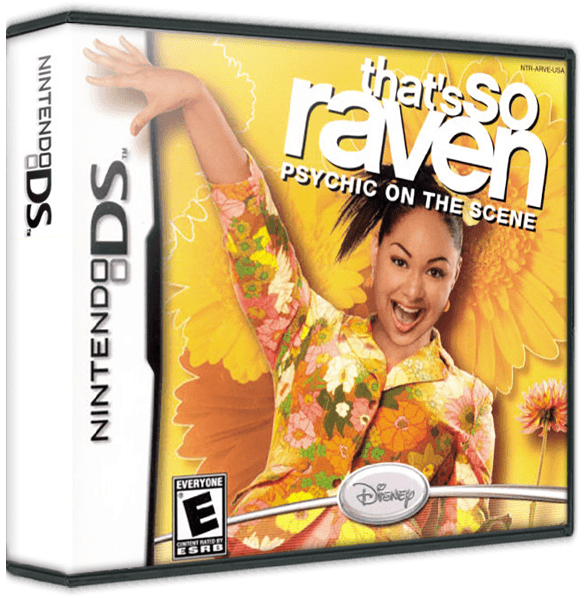 NINTENDO DS™
NINTENDO DS™
NTR-ARVE-USA
that's so
raven
PSYCHIC ON THE SCENE
Disney
EVERYONE
E
CONTENT RATED BY
ESRB